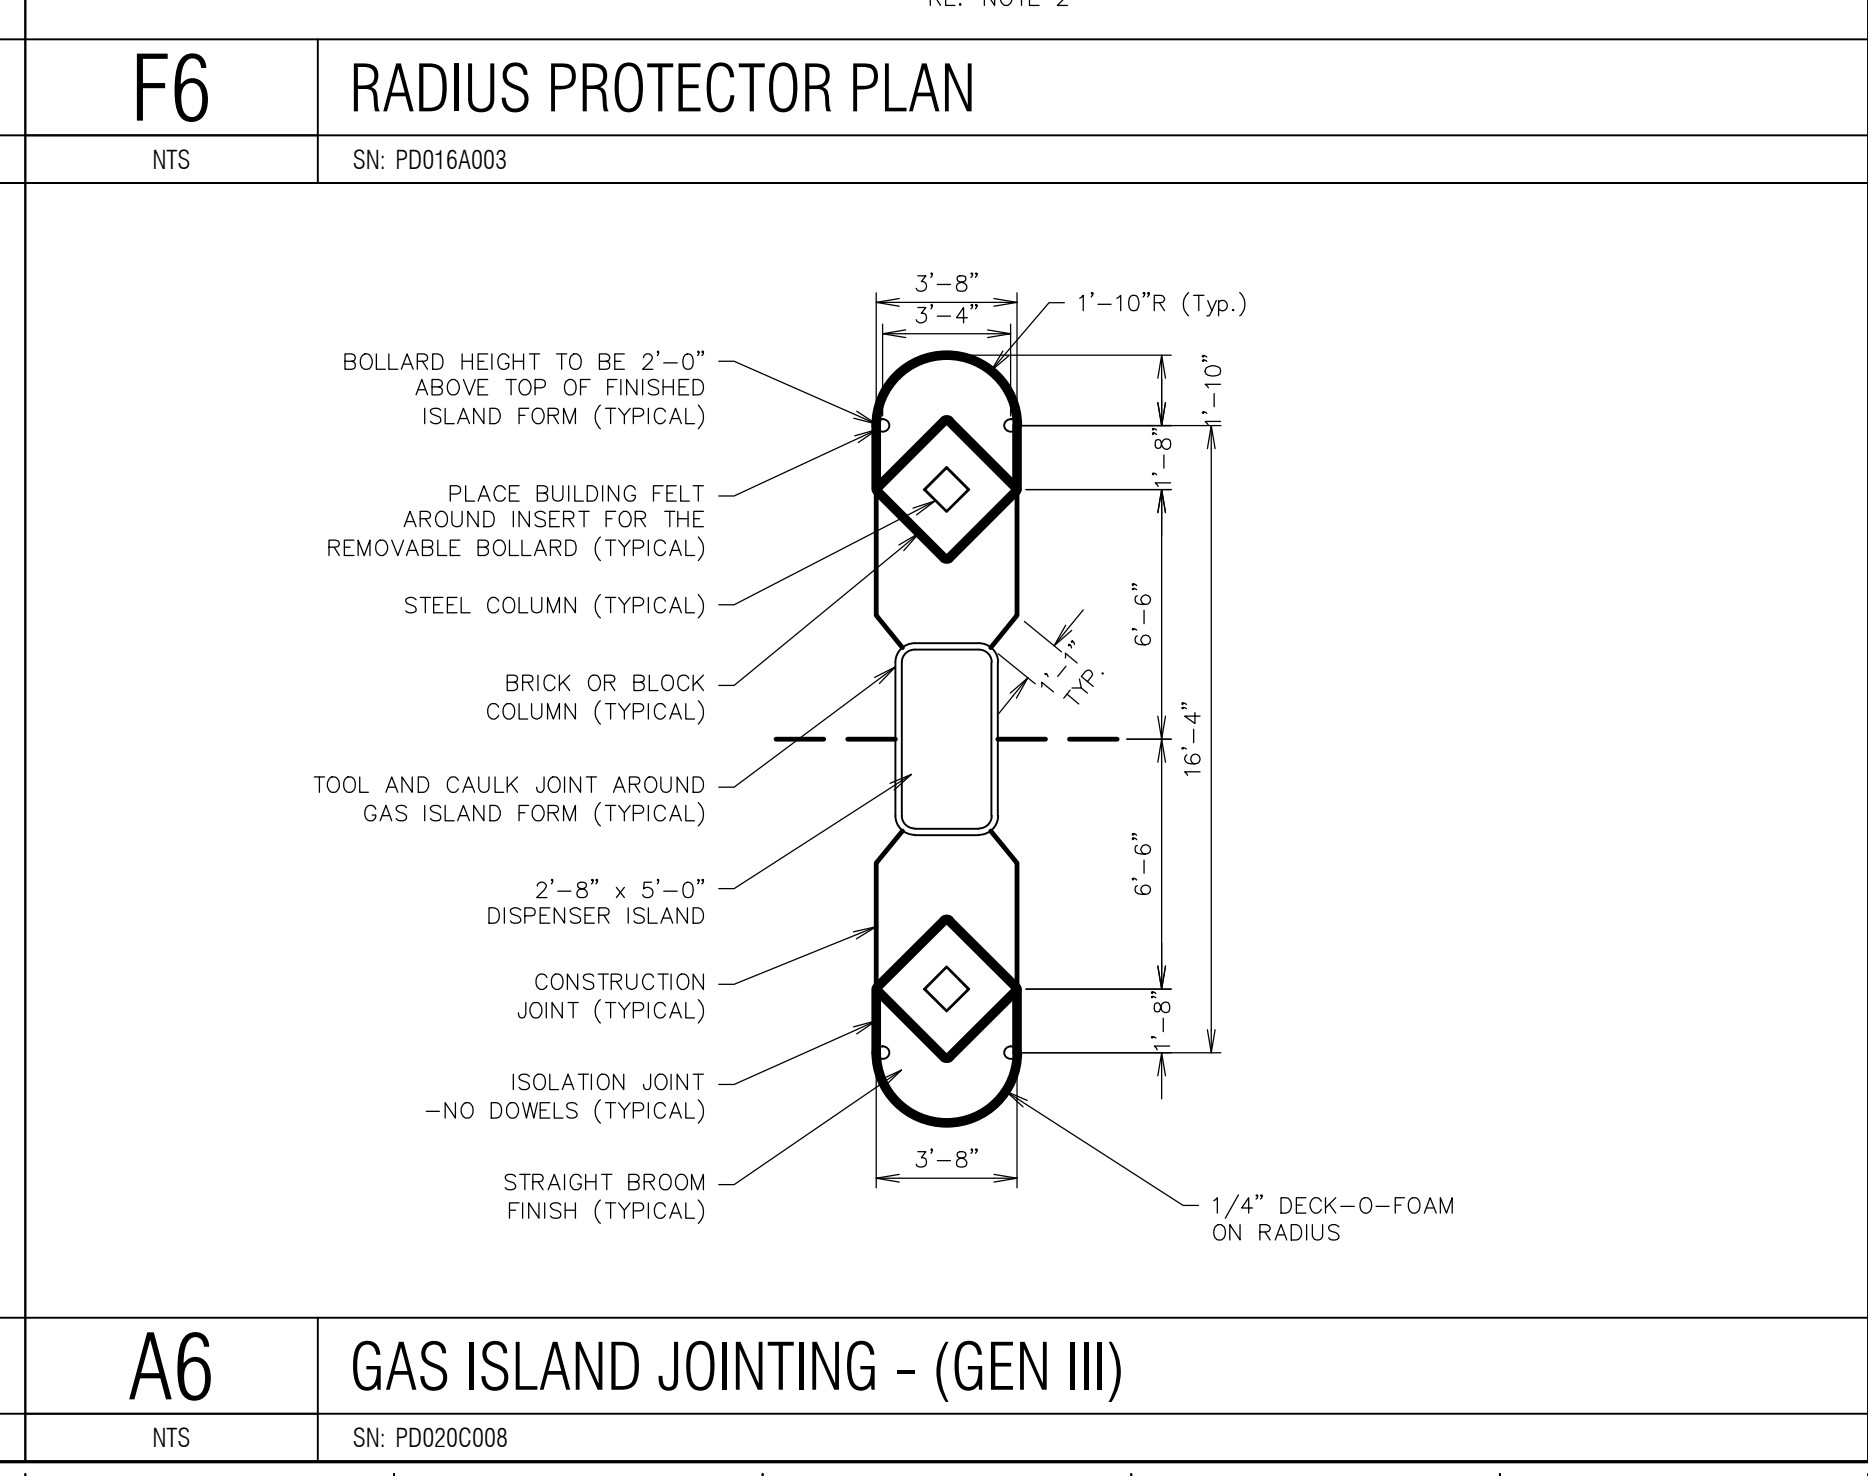 RE: NOTE 2
F6
RADIUS PROTECTOR PLAN
NTS
SN: PD016A003
3'-8"
3'-4"
1'-10"R (Typ.)
BOLLARD HEIGHT TO BE 2'-0"
ABOVE TOP OF FINISHED
ISLAND FORM (TYPICAL)
1'-10"
1'-8"
PLACE BUILDING FELT
AROUND INSERT FOR THE
REMOVABLE BOLLARD (TYPICAL)
STEEL COLUMN (TYPICAL)
6'-6"
1'-1"
TYP.
BRICK OR BLOCK
COLUMN (TYPICAL)
16'-4"
TOOL AND CAULK JOINT AROUND
GAS ISLAND FORM (TYPICAL)
6'-6"
2'-8" x 5'-0"
DISPENSER ISLAND
CONSTRUCTION
JOINT (TYPICAL)
1'-8"
ISOLATION JOINT
-NO DOWELS (TYPICAL)
3'-8"
STRAIGHT BROOM
FINISH (TYPICAL)
1/4" DECK-O-FOAM
ON RADIUS
A6
GAS ISLAND JOINTING - (GEN III)
NTS
SN: PD020C008